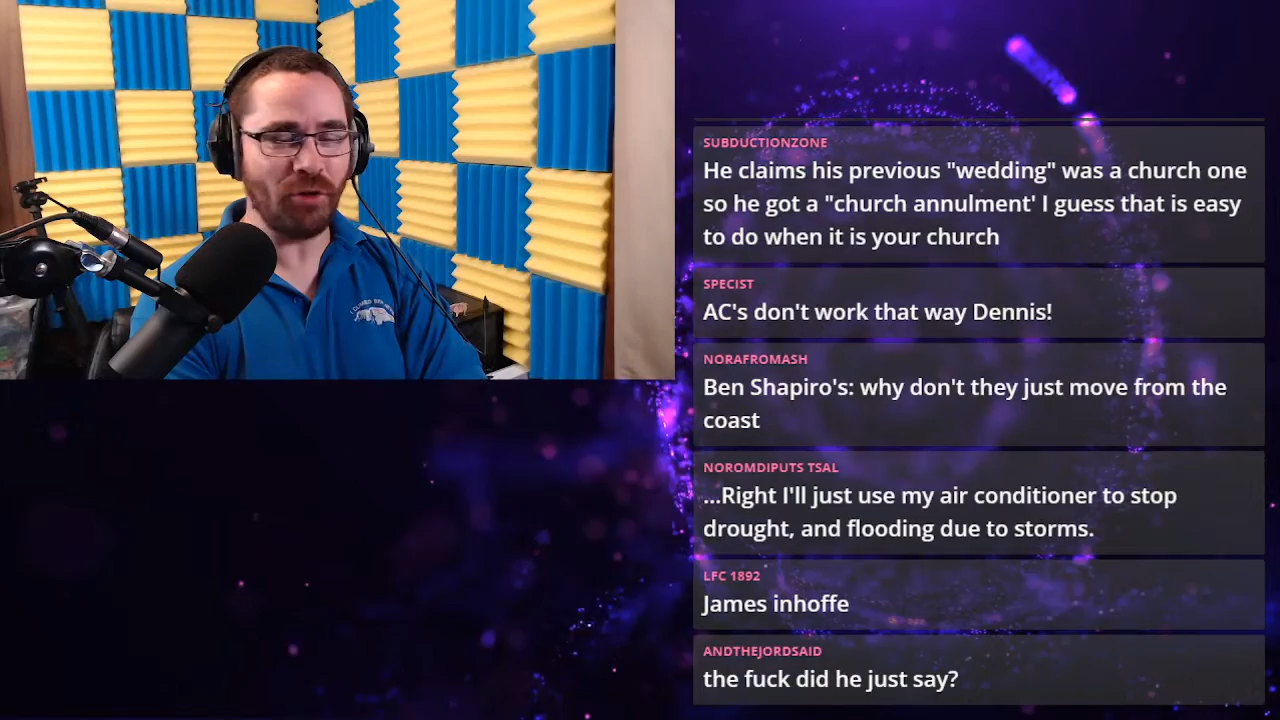 SUBDUCTIONZONE
He claims his previous "wedding" was a church one
so he got a "church annulment' I guess that is easy
to do when it is your church
SPECIST
AC's don't work that way Dennis!
NORAFROMASH
Ben Shapiro's: why don't they just move from the
coast
NOROMDIPUTS TSAL
...Right I'll just use my air conditioner to stop
drought, and flooding due to storms.
LFC 1892
James inhoffe
ANDTHEJORDSAID
the fuck did he just say?